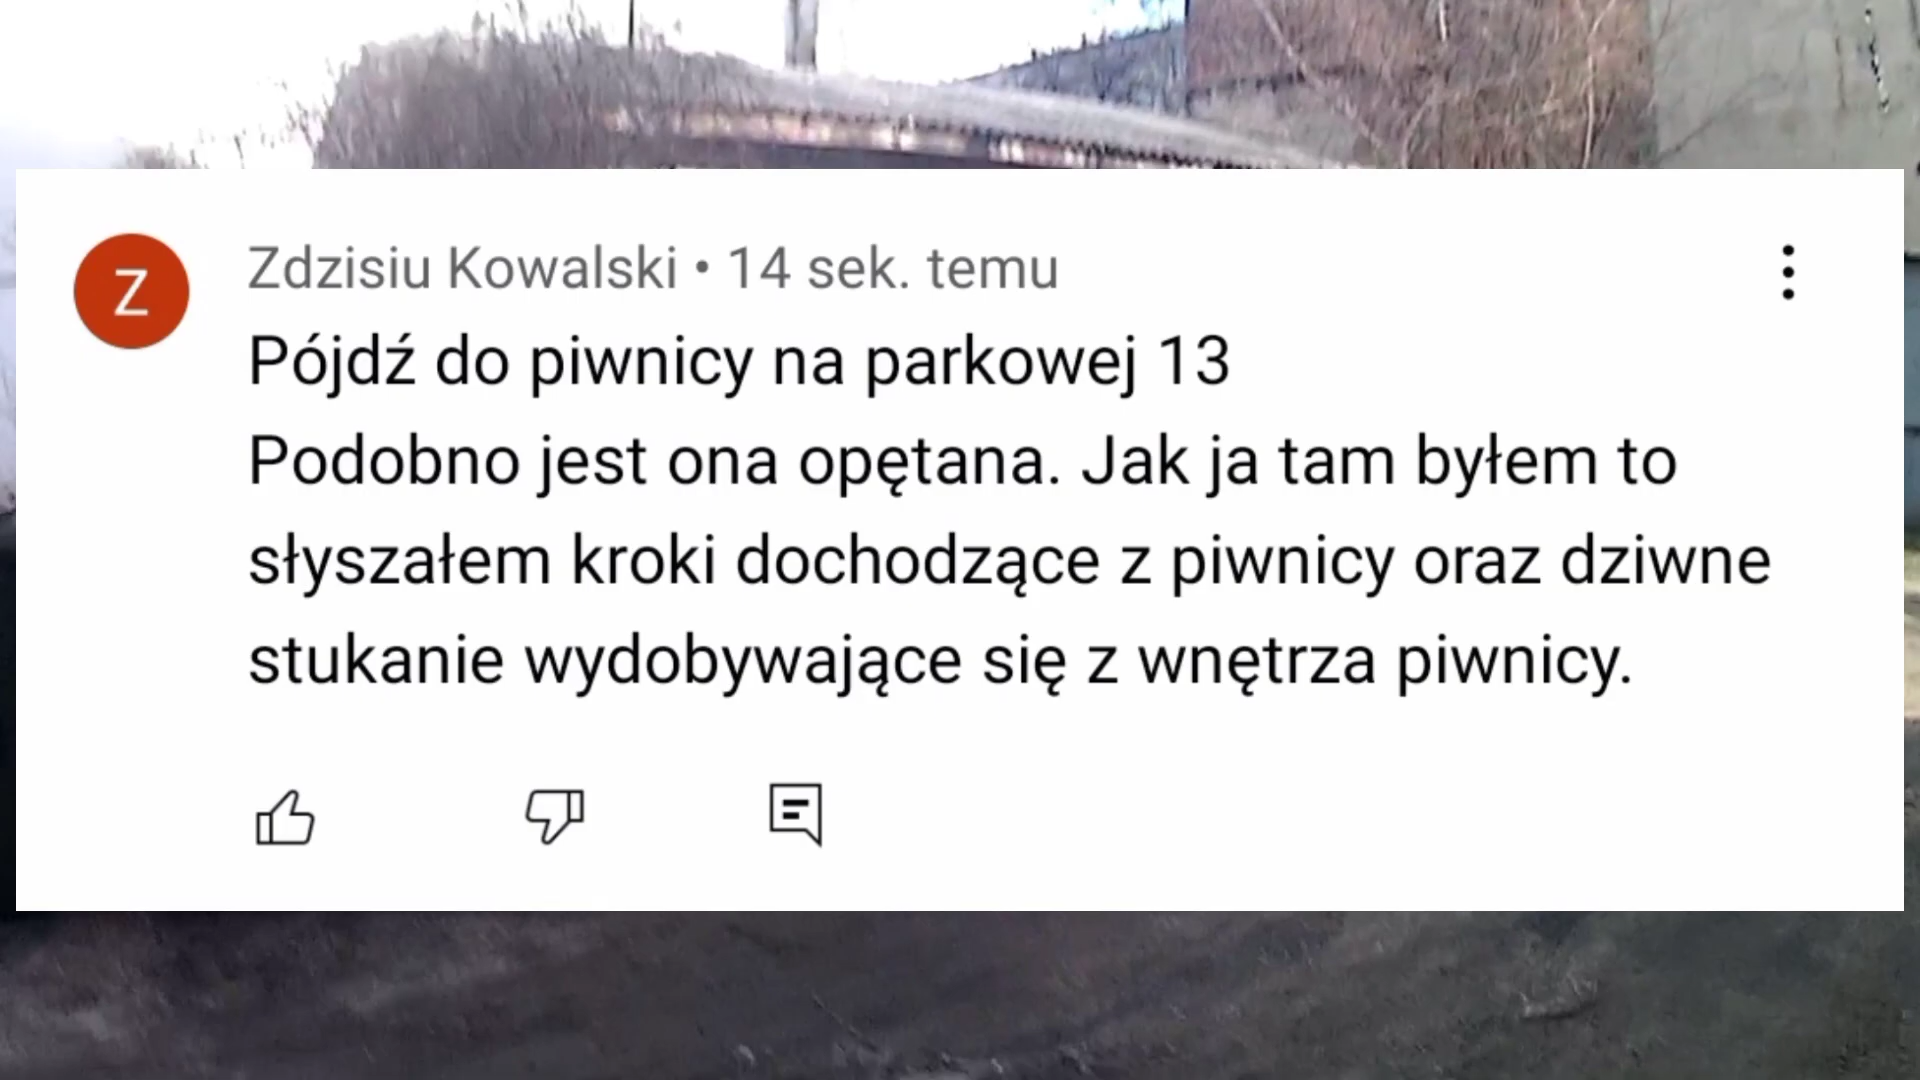 Z
Zdzisiu Kowalski • 14 sek. temu
Pójdź do piwnicy na parkowej 13
Podobno jest ona opętana. Jak ja tam byłem to
słyszałem kroki dochodzące z piwnicy oraz dziwne
stukanie wydobywające się z wnętrza piwnicy.